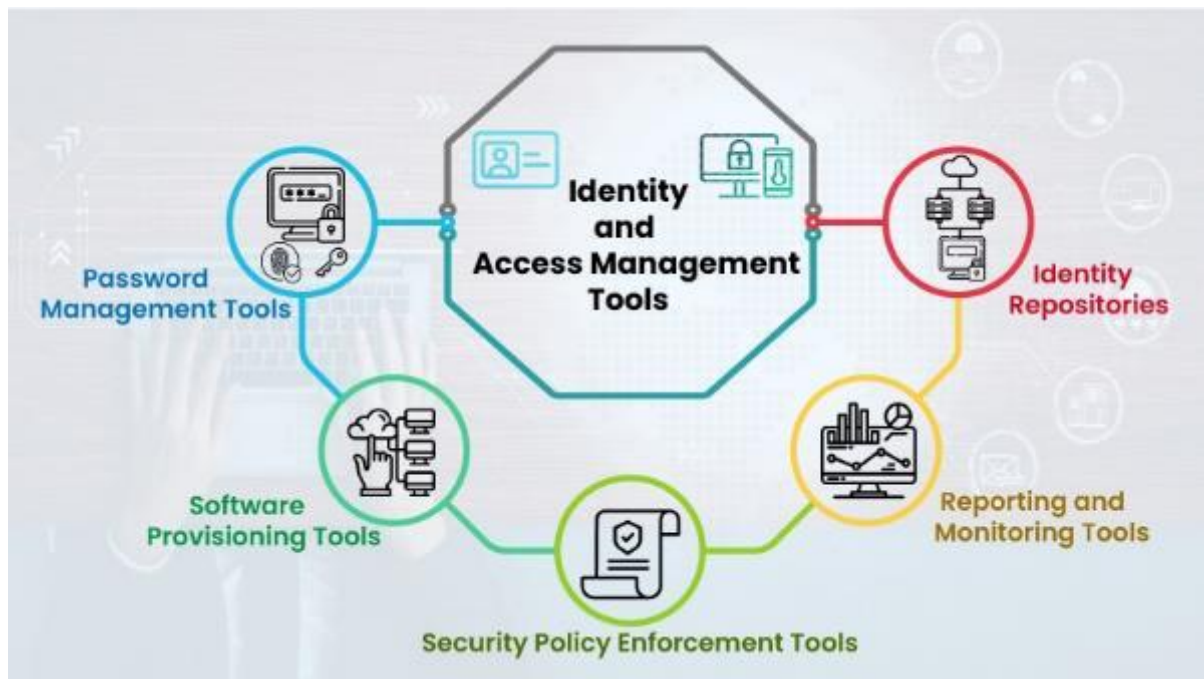 Identity
and
Access Management
Tools
Password
Management Tools
Identity
Repositories
Software
Provisioning Tools
Reporting and
Monitoring Tools
Security Policy Enforcement Tools